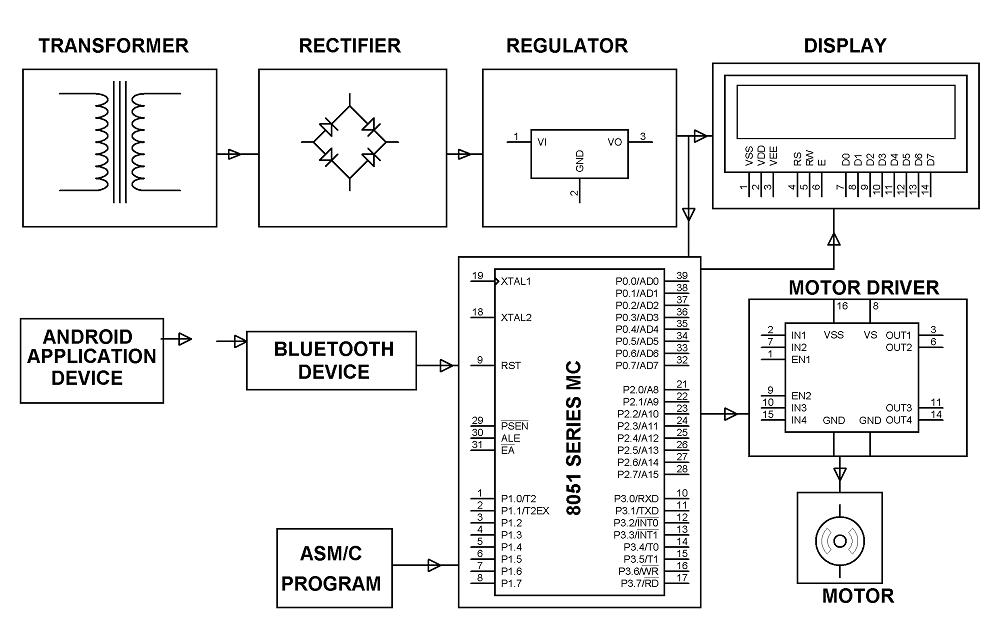 TRANSFORMER
RECTIFIER
REGULATOR
DISPLAY
1 VI VO 3
GND
2
VSS VDD VEE RS RW E D0 D1 D2 D3 D4 D5 D6 D7
1 2 3 4 5 6 7 8 9 10 11 12 13 14
ANDROID
APPLICATION
DEVICE
BLUETOOTH
DEVICE
ASM/C
PROGRAM
8051 SERIES MC
19 XTAL1
18 XTAL2
9 RST
29 PSEN
30 ALE
31 EA
1 P1.0/T2
2 P1.1/T2EX
3 P1.2
4 P1.3
5 P1.4
6 P1.5
7 P1.6
8 P1.7
P0.0/AD0 39
P0.1/AD1 38
P0.2/AD2 37
P0.3/AD3 36
P0.4/AD4 35
P0.5/AD5 34
P0.6/AD6 33
P0.7/AD7 32
P2.0/A8 21
P2.1/A9 22
P2.2/A10 23
P2.3/A11 24
P2.4/A12 25
P2.5/A13 26
P2.6/A14 27
P2.7/A15 28
P3.0/RXD 10
P3.1/TXD 11
P3.2/INT0 12
P3.3/INT1 13
P3.4/T0 14
P3.5/T1 15
P3.6/WR 16
P3.7/RD 17
MOTOR DRIVER
16 8
2 IN1 VSS VS OUT1 3
7 IN2 OUT2 6
1 EN1
9 EN2
10 IN3 OUT3 11
15 IN4 GND GND OUT4 14
MOTOR